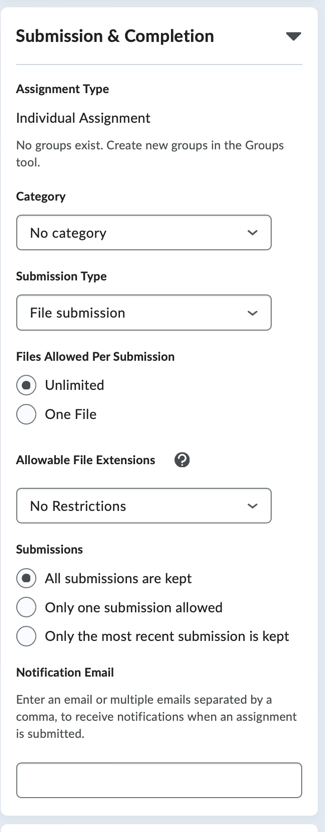 Submission & Completion
Assignment Type
Individual Assignment
No groups exist. Create new groups in the Groups
tool.
Category
No category
Submission Type
File submission
Files Allowed Per Submission
Unlimited
One File
Allowable File Extensions ?
No Restrictions
Submissions
All submissions are kept
Only one submission allowed
Only the most recent submission is kept
Notification Email
Enter an email or multiple emails separated by a
comma, to receive notifications when an assignment
is submitted.